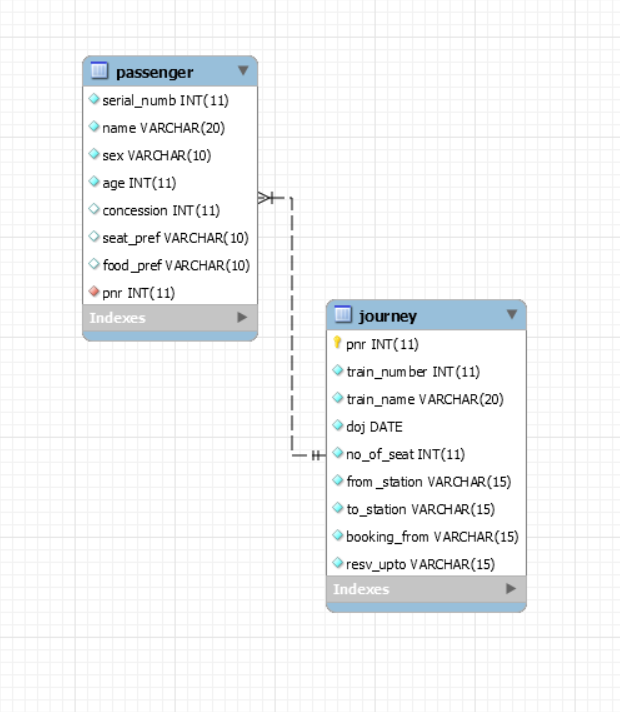 passenger
serial_numb INT(11)
name VARCHAR(20)
sex VARCHAR(10)
age INT(11)
concession INT(11)
seat_pref VARCHAR(10)
food_pref VARCHAR(10)
pnr INT(11)
Indexes
journey
pnr INT(11)
train_number INT(11)
train_name VARCHAR(20)
doj DATE
no_of_seat INT(11)
from_station VARCHAR(15)
to_station VARCHAR(15)
booking_from VARCHAR(15)
resv_upto VARCHAR(15)
Indexes